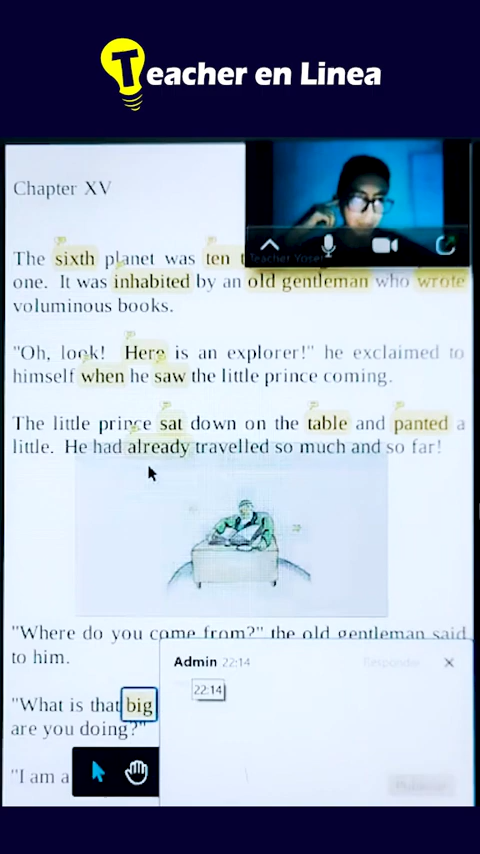 Teacher en Linea
Chapter XV
Teacher Yosef
The sixth planet was ten t
one. It was inhabited by an old gentleman who wrote
voluminous books.
"Oh, look! Here is an explorer!" he exclaimed to
himself when he saw the little prince coming.
The little prince sat down on the table and panted a
little. He had already travelled so much and so far!
"Where do you come from?" the old gentleman said
to him.
Admin 22:14
Responder
22:14
"What is that big
are you doing?"
"I am a
Publicar